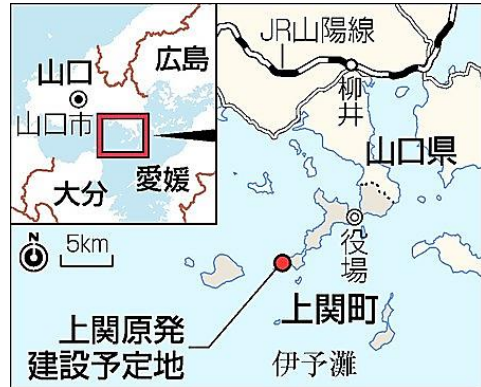 山口
広島
山口市
大分
愛媛
JR山陽線
柳井
山口県
N
5km
役場
上関町
上関原発
建設予定地
伊予灘